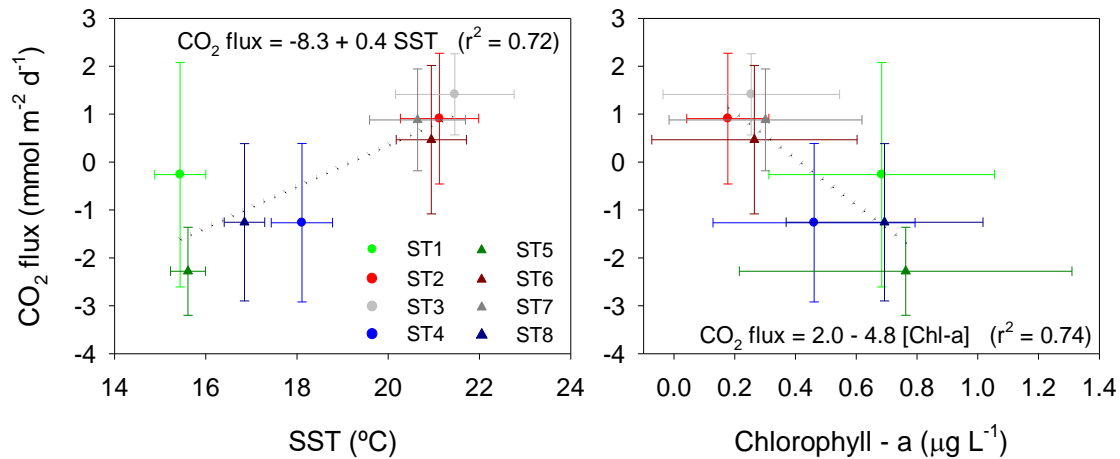 CO₂ flux (mmol m⁻² d⁻¹)
3
2
1
0
-1
-2
-3
-4
CO₂ flux = -8.3 + 0.4 SST (r² = 0.72)
ST1 ST5
ST2 ST6
ST3 ST7
ST4 ST8
14 16 18 20 22 24
SST (ºC)
3
2
1
0
-1
-2
-3
-4
CO₂ flux = 2.0 - 4.8 [Chl-a] (r² = 0.74)
0.0 0.2 0.4 0.6 0.8 1.0 1.2 1.4
Chlorophyll - a (μg L⁻¹)